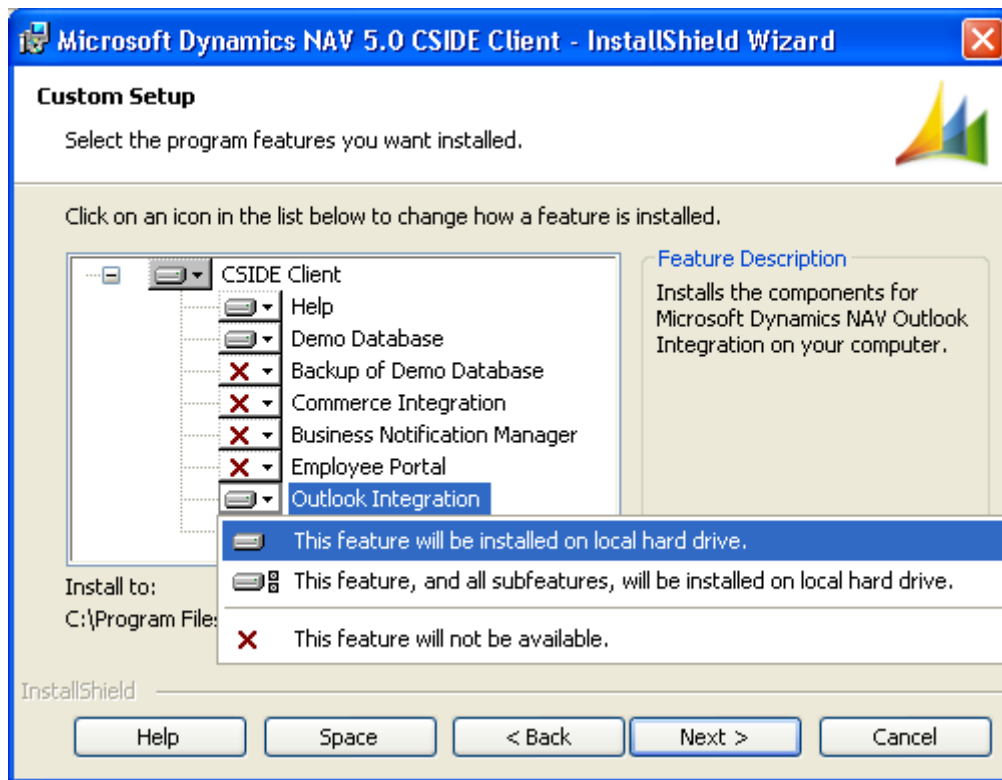 Microsoft Dynamics NAV 5.0 CSIDE Client - InstallShield Wizard
Custom Setup
Select the program features you want installed.
Click on an icon in the list below to change how a feature is installed.
CSIDE Client
Help
Demo Database
Backup of Demo Database
Commerce Integration
Business Notification Manager
Employee Portal
Outlook Integration
Feature Description
Installs the components for
Microsoft Dynamics NAV Outlook
Integration on your computer.
This feature will be installed on local hard drive.
This feature, and all subfeatures, will be installed on local hard drive.
This feature will not be available.
Install to:
C:\Program Files
InstallShield
Help
Space
< Back
Next >
Cancel